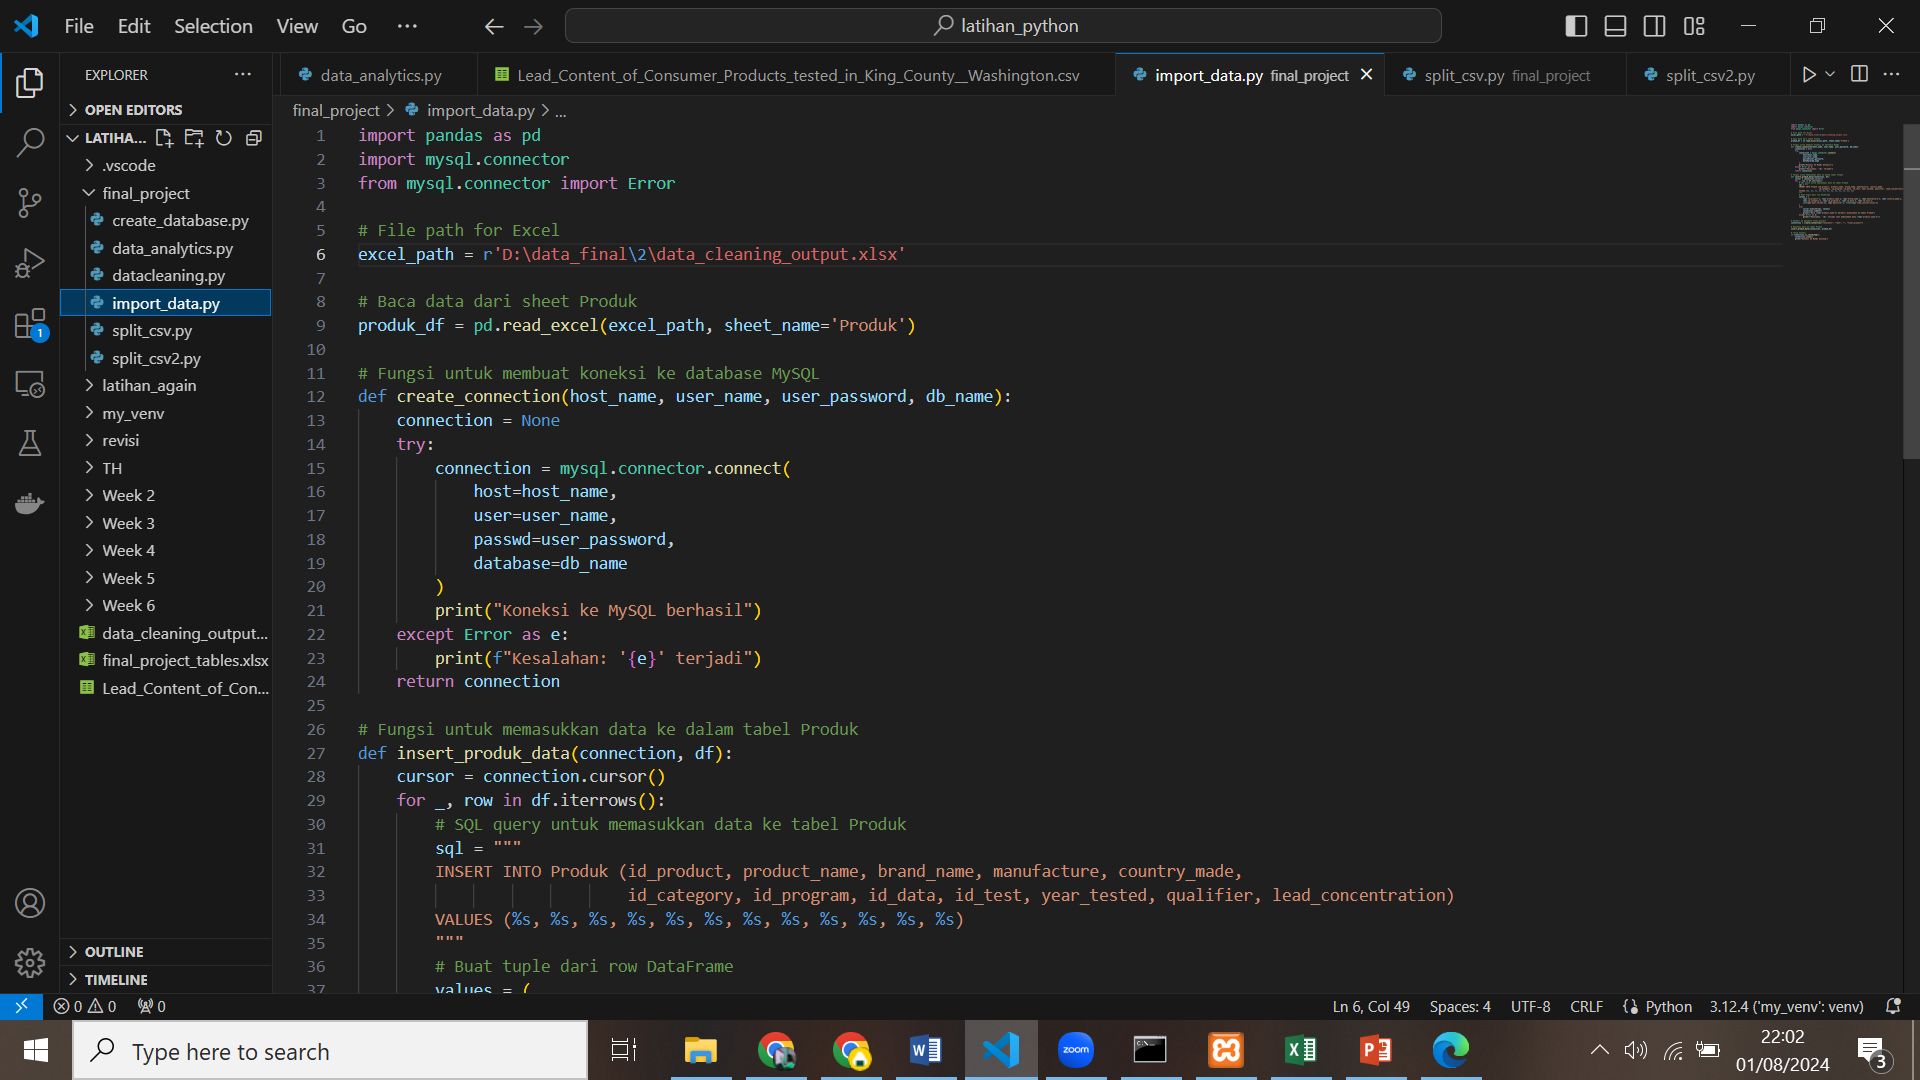 File Edit Selection View Go ···
latihan_python
EXPLORER ···
OPEN EDITORS
LATIHA...
.vscode
final_project
create_database.py
data_analytics.py
datacleaning.py
import_data.py
split_csv.py
split_csv2.py
latihan_again
my_venv
revisi
TH
Week 2
Week 3
Week 4
Week 5
Week 6
data_cleaning_output...
final_project_tables.xlsx
Lead_Content_of_Con...
OUTLINE
TIMELINE
1
data_analytics.py Lead_Content_of_Consumer_Products_tested_in_King_County__Washington.csv import_data.py final_project split_csv.py final_project split_csv2.py ···
final_project > import_data.py > ...
1 import pandas as pd
2 import mysql.connector
3 from mysql.connector import Error
4
5 # File path for Excel
6 excel_path = r'D:\data_final\2\data_cleaning_output.xlsx'
7
8 # Baca data dari sheet Produk
9 produk_df = pd.read_excel(excel_path, sheet_name='Produk')
10
11 # Fungsi untuk membuat koneksi ke database MySQL
12 def create_connection(host_name, user_name, user_password, db_name):
13 connection = None
14 try:
15 connection = mysql.connector.connect(
16 host=host_name,
17 user=user_name,
18 passwd=user_password,
19 database=db_name
20 )
21 print("Koneksi ke MySQL berhasil")
22 except Error as e:
23 print(f"Kesalahan: '{e}' terjadi")
24 return connection
25
26 # Fungsi untuk memasukkan data ke dalam tabel Produk
27 def insert_produk_data(connection, df):
28 cursor = connection.cursor()
29 for _, row in df.iterrows():
30 # SQL query untuk memasukkan data ke tabel Produk
31 sql = """
32 INSERT INTO Produk (id_product, product_name, brand_name, manufacture, country_made,
33 id_category, id_program, id_data, id_test, year_tested, qualifier, lead_concentration)
34 VALUES (%s, %s, %s, %s, %s, %s, %s, %s, %s, %s, %s, %s)
35 """
36 # Buat tuple dari row DataFrame
37 values = (
0 0 0
Ln 6, Col 49 Spaces: 4 UTF-8 CRLF {} Python 3.12.4 ('my_venv': venv)
Type here to search
zoom
22:02
01/08/2024
3